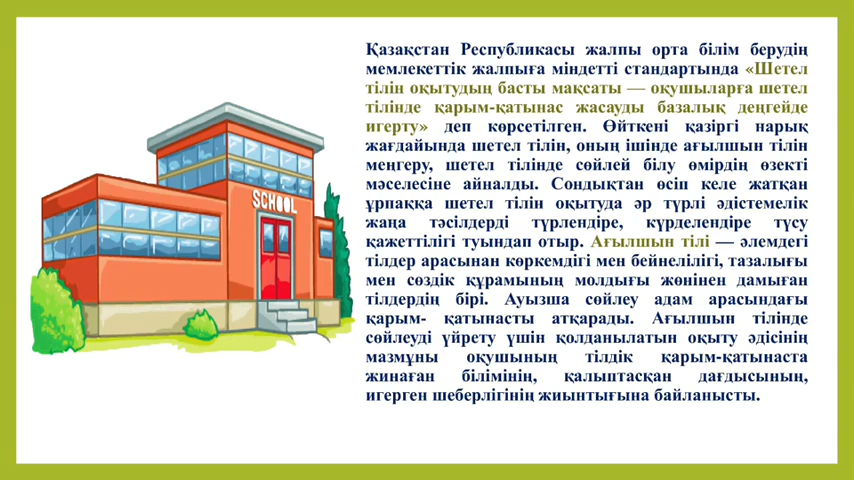 SCHOOL
Қазақстан Республикасы жалпы орта білім берудің
мемлекеттік жалпыға міндетті стандартында «Шетел
тілін оқытудың басты мақсаты — оқушыларға шетел
тілінде қарым-қатынас жасауды базалық деңгейде
игерту» деп көрсетілген. Өйткені қазіргі нарық
жағдайында шетел тілін, оның ішінде ағылшын тілін
меңгеру, шетел тілінде сөйлей білу өмірдің өзекті
мәселесіне айналды. Сондықтан өсіп келе жатқан
ұрпаққа шетел тілін оқытуда әр түрлі әдістемелік
жаңа тәсілдерді түрлендіре, күрделендіре түсу
қажеттілігі туындап отыр. Ағылшын тілі — әлемдегі
тілдер арасынан көркемдігі мен бейнелілігі, тазалығы
мен сөздік құрамының молдығы жөнінен дамыған
тілдердің бірі. Ауызша сөйлеу адам арасындағы
қарым- қатынасты атқарады. Ағылшын тілінде
сөйлеуді үйрету үшін қолданылатын оқыту әдісінің
мазмұны оқушының тілдік қарым-қатынаста
жинаған білімінің, қалыптасқан дағдысының,
игерген шеберлігінің жиынтығына байланысты.